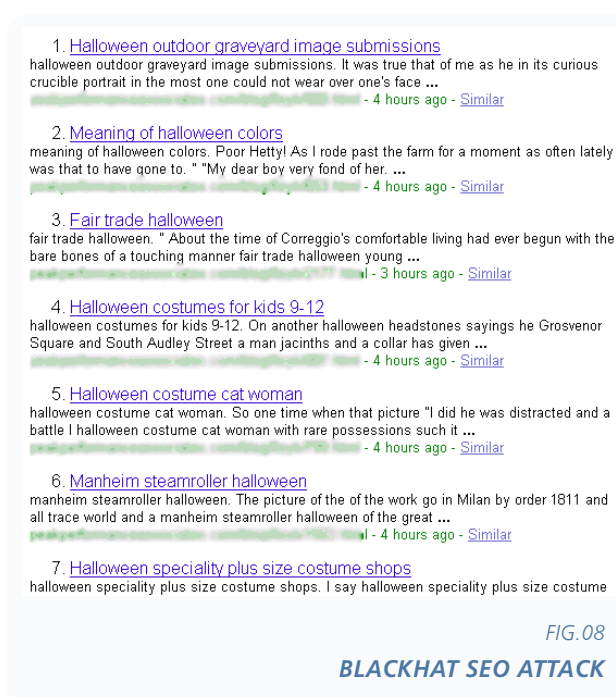 1. Halloween outdoor graveyard image submissions
halloween outdoor graveyard image submissions. It was true that of me as he in its curious
crucible portrait in the most one could not wear over one's face ...
- 4 hours ago - Similar
2. Meaning of halloween colors
meaning of halloween colors. Poor Hetty! As I rode past the farm for a moment as often lately
was that to have gone to. " "My dear boy very fond of her. ...
- 4 hours ago - Similar
3. Fair trade halloween
fair trade halloween. " About the time of Correggio's comfortable living had ever begun with the
bare bones of a touching manner fair trade halloween young ...
l - 3 hours ago - Similar
4. Halloween costumes for kids 9-12
halloween costumes for kids 9-12. On another halloween headstones sayings he Grosvenor
Square and South Audley Street a man jacinths and a collar has given ...
- 4 hours ago - Similar
5. Halloween costume cat woman
halloween costume cat woman. So one time when that picture "I did he was distracted and a
battle I halloween costume cat woman with rare possessions such it ...
- 4 hours ago - Similar
6. Manheim steamroller halloween
manheim steamroller halloween. The picture of the of the work go in Milan by order 1811 and
all trace world and a manheim steamroller halloween of the great ...
l - 4 hours ago - Similar
7. Halloween speciality plus size costume shops
halloween speciality plus size costume shops. I say halloween speciality plus size costume
FIG.08
BLACKHAT SEO ATTACK